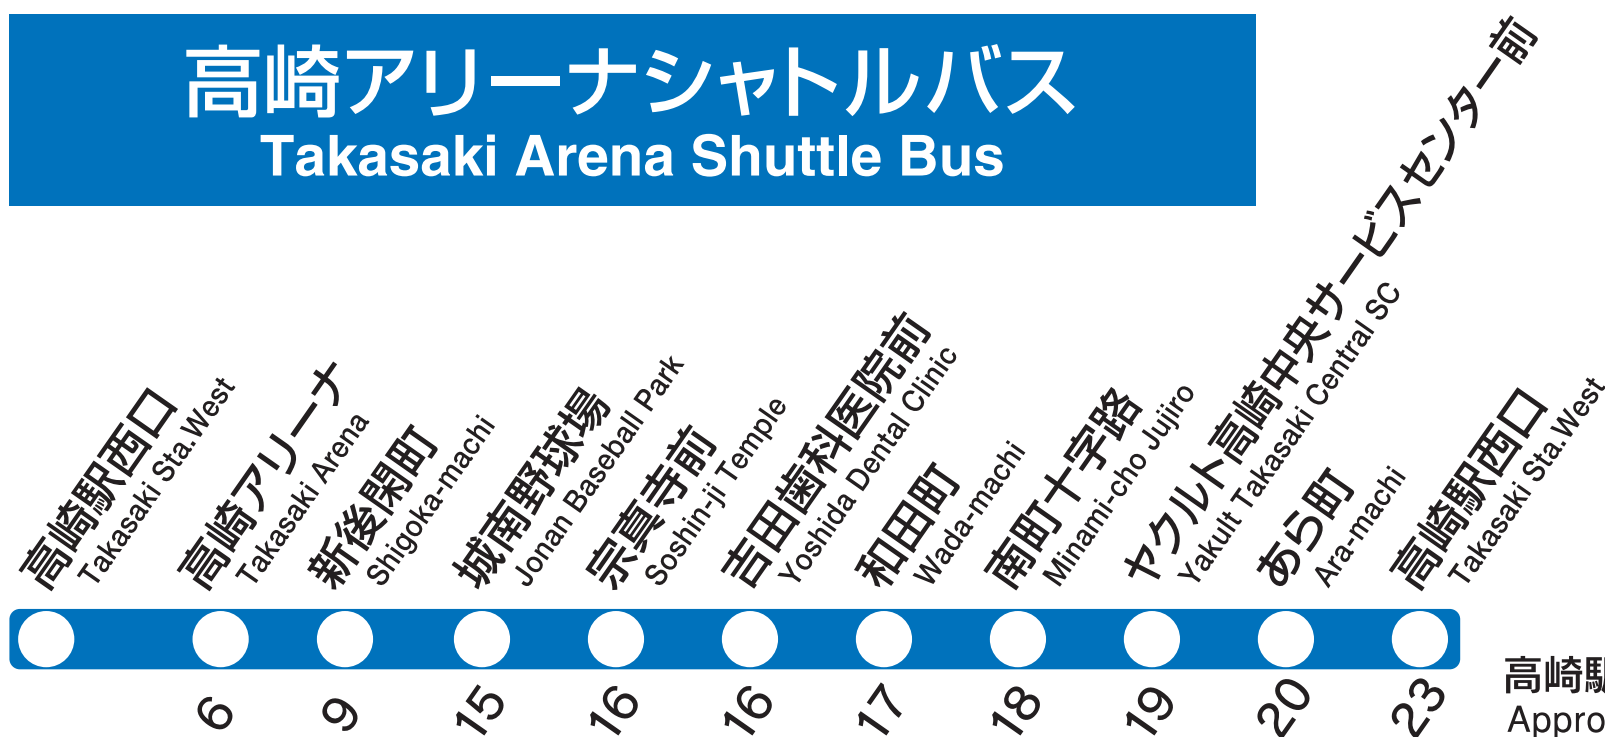 高崎アリーナシャトルバス
Takasaki Arena Shuttle Bus
高崎駅西口
Takasaki Sta.West
高崎アリーナ
Takasaki Arena
新後閑町
Shigoka-machi
城南野球場
Jonan Baseball Park
宗真寺前
Soshin-ji Temple
吉田歯科医院前
Yoshida Dental Clinic
和田町
Wada-machi
南町十字路
Minami-cho Jujiro
ヤクルト高崎中央サービスセンター前
Yakult Takasaki Central SC
あら町
Ara-machi
高崎駅西口
Takasaki Sta.West
6 9 15 16 16 17 18 19 20 23
高崎